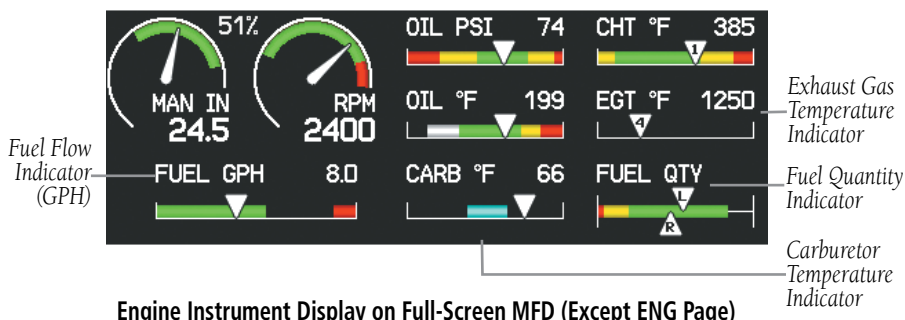 51%
MAN IN
24.5
RPM
2400
OIL PSI 74
CHT °F 385
1
OIL °F 199
EGT °F 1250
4
FUEL GPH 8.0
CARB °F 66
FUEL QTY
L
R
Fuel Flow
Indicator
(GPH)
Exhaust Gas
Temperature
Indicator
Fuel Quantity
Indicator
Carburetor
Temperature
Indicator
Engine Instrument Display on Full-Screen MFD (Except ENG Page)